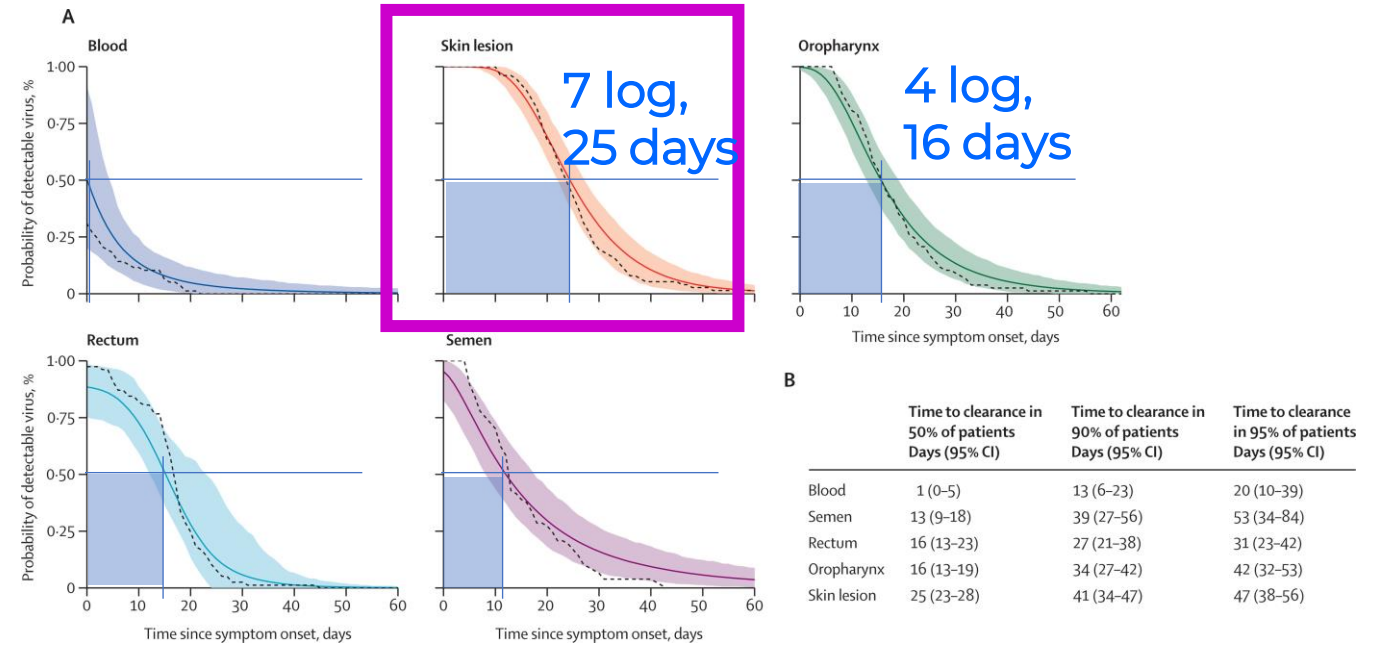 A
Blood
Probability of detectable virus, %
1·00
0·75
0·50
0·25
0
Skin lesion
7 log,
25 days
Oropharynx
4 log,
16 days
0 10 20 30 40 50 60
Time since symptom onset, days
Rectum
Probability of detectable virus, %
1·00
0·75
0·50
0·25
0
0 10 20 30 40 50 60
Time since symptom onset, days
Semen
0 10 20 30 40 50 60
Time since symptom onset, days
B
Time to clearance in 50% of patients Days (95% CI) Time to clearance in 90% of patients Days (95% CI) Time to clearance in 95% of patients Days (95% CI)
Blood 1 (0–5) 13 (6–23) 20 (10–39)
Semen 13 (9–18) 39 (27–56) 53 (34–84)
Rectum 16 (13–23) 27 (21–38) 31 (23–42)
Oropharynx 16 (13–19) 34 (27–42) 42 (32–53)
Skin lesion 25 (23–28) 41 (34–47) 47 (38–56)